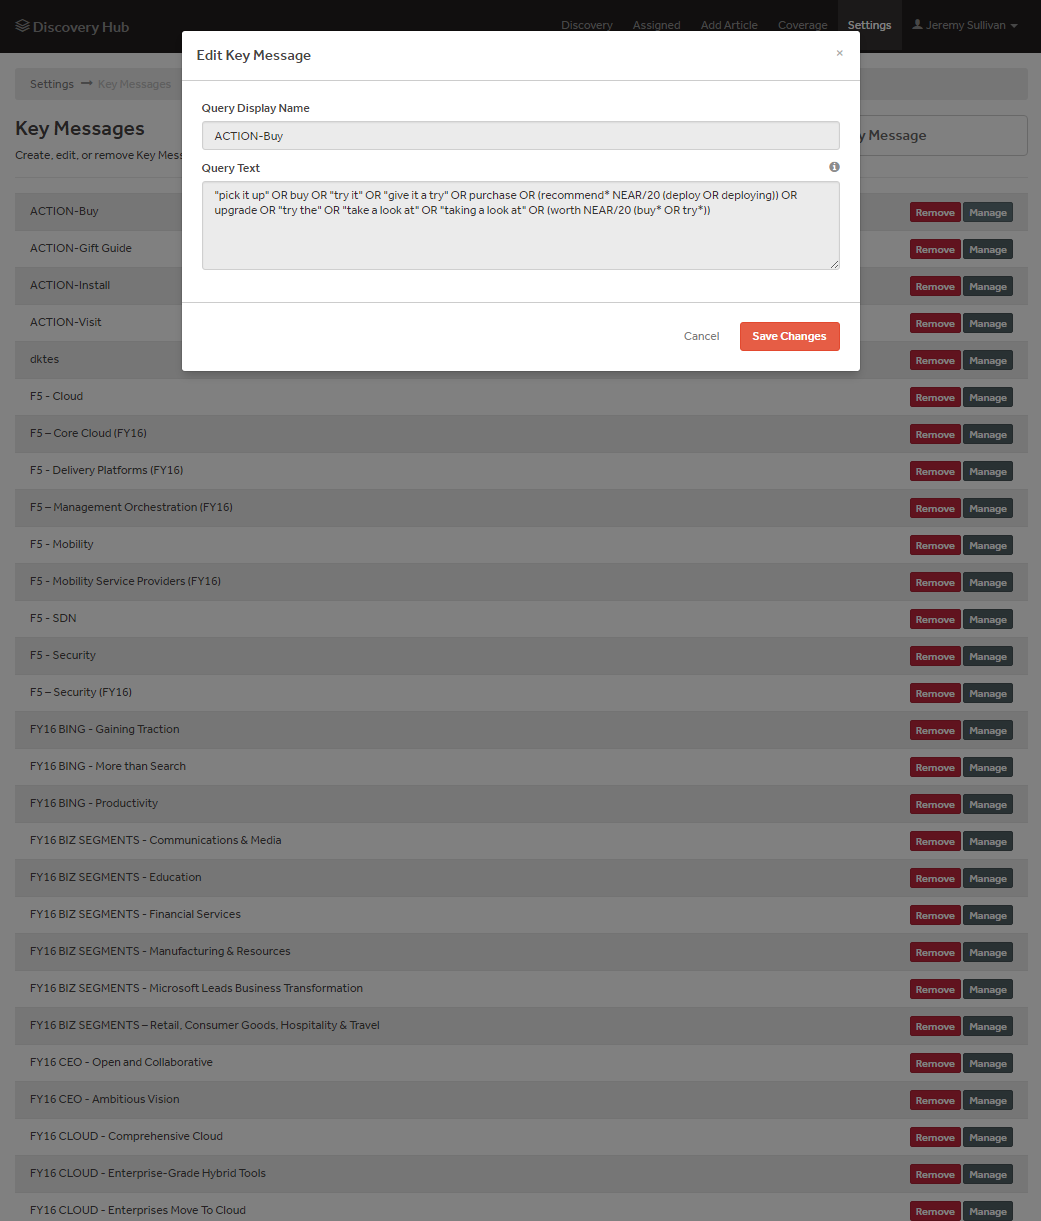 Discovery Hub
Discovery Assigned Add Article Coverage Settings Jeremy Sullivan
Edit Key Message ×
Settings Key Messages
Query Display Name
ACTION-Buy
Key Messages
y Message
Create, edit, or remove Key Mess
Query Text
"pick it up" OR buy OR "try it" OR "give it a try" OR purchase OR (recommend* NEAR/20 (deploy OR deploying)) OR
upgrade OR "try the" OR "take a look at" OR "taking a look at" OR (worth NEAR/20 (buy* OR try*))
Cancel Save Changes
ACTION-Buy Remove Manage
ACTION-Gift Guide Remove Manage
ACTION-Install Remove Manage
ACTION-Visit Remove Manage
dktes Remove Manage
F5 - Cloud Remove Manage
F5 – Core Cloud (FY16) Remove Manage
F5 - Delivery Platforms (FY16) Remove Manage
F5 – Management Orchestration (FY16) Remove Manage
F5 - Mobility Remove Manage
F5 - Mobility Service Providers (FY16) Remove Manage
F5 - SDN Remove Manage
F5 - Security Remove Manage
F5 – Security (FY16) Remove Manage
FY16 BING - Gaining Traction Remove Manage
FY16 BING - More than Search Remove Manage
FY16 BING - Productivity Remove Manage
FY16 BIZ SEGMENTS - Communications & Media Remove Manage
FY16 BIZ SEGMENTS - Education Remove Manage
FY16 BIZ SEGMENTS - Financial Services Remove Manage
FY16 BIZ SEGMENTS - Manufacturing & Resources Remove Manage
FY16 BIZ SEGMENTS - Microsoft Leads Business Transformation Remove Manage
FY16 BIZ SEGMENTS – Retail, Consumer Goods, Hospitality & Travel Remove Manage
FY16 CEO - Open and Collaborative Remove Manage
FY16 CEO - Ambitious Vision Remove Manage
FY16 CLOUD - Comprehensive Cloud Remove Manage
FY16 CLOUD - Enterprise-Grade Hybrid Tools Remove Manage
FY16 CLOUD - Enterprises Move To Cloud Remove Manage